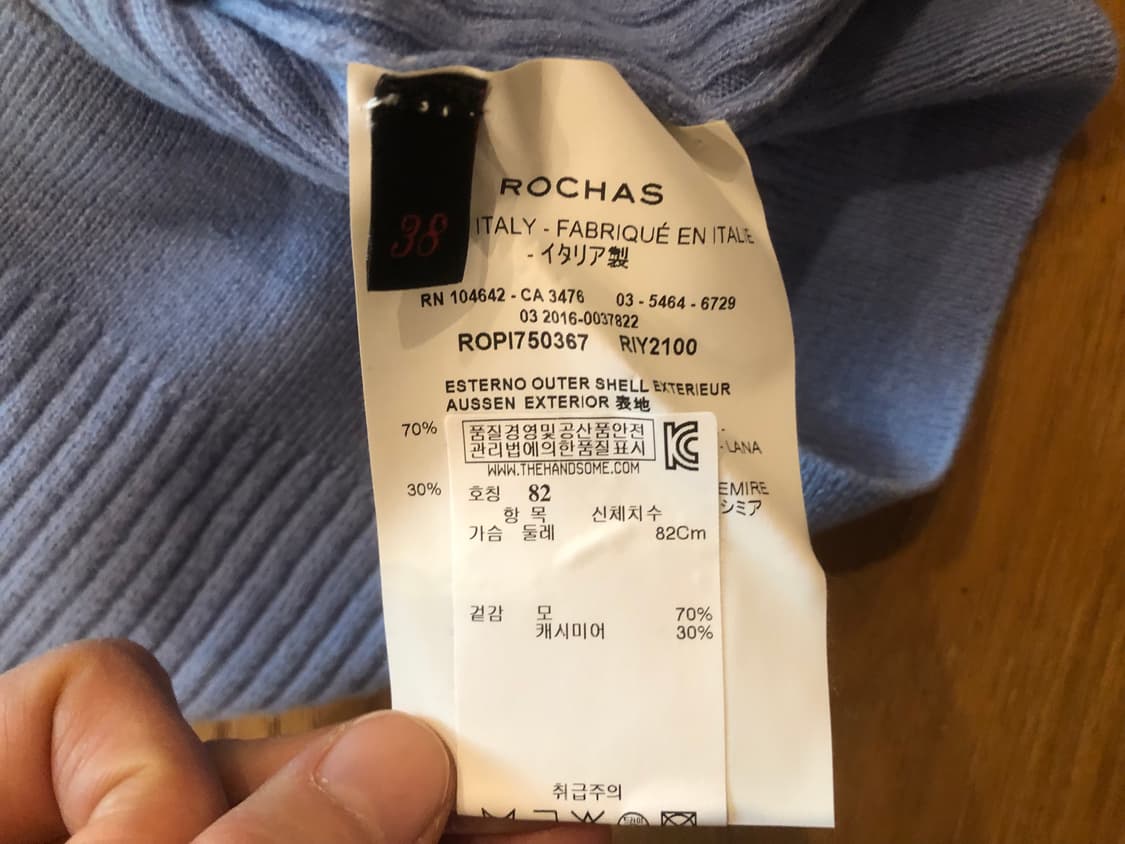 ROCHAS
38
ITALY - FABRIQUÉ EN ITALIE
- イタリア製
RN 104642 - CA 3476 03 - 5464 - 6729
03 2016-0037822
ROPI750367 RIY2100
ESTERNO OUTER SHELL EXTERIEUR
AUSSEN EXTERIOR 表地
70%
- LANA
30%
EMIRE
シミア
품질경영및공산품안전
관리법에의한품질표시
WWW.THEHANDSOME.COM
호칭 82
항 목 신체치수
가슴 둘레 82Cm
겉감 모 70%
캐시미어 30%
취급주의
드라이